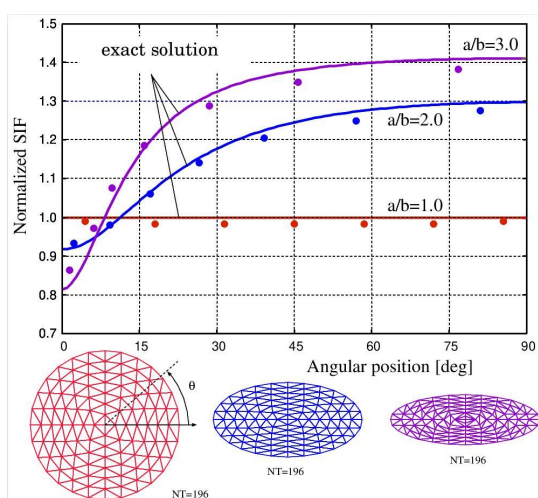 1.5
1.4
1.3
1.2
1.1
1.0
0.9
0.8
0.7
Normalized SIF
exact solution
a/b=3.0
a/b=2.0
a/b=1.0
0 15 30 45 60 75 90
Angular position [deg]
θ
NT=196
NT=196
NT=196